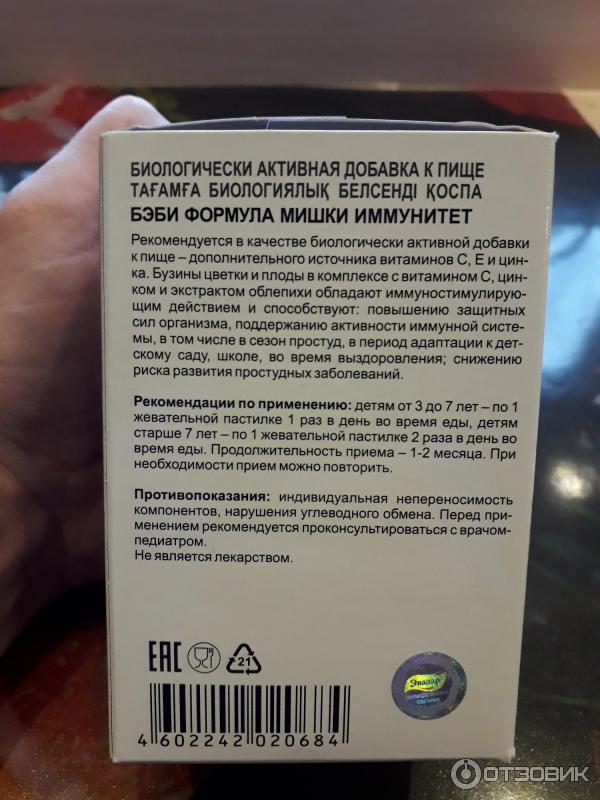 БИОЛОГИЧЕСКИ АКТИВНАЯ ДОБАВКА К ПИЩЕ
ТАҒАМҒА БИОЛОГИЯЛЫҚ БЕЛСЕНДІ ҚОСПА
БЭБИ ФОРМУЛА МИШКИ ИММУНИТЕТ
Рекомендуется в качестве биологически активной добавки
к пище – дополнительного источника витаминов С, Е и цин-
ка. Бузины цветки и плоды в комплексе с витамином С, цин-
ком и экстрактом облепихи обладают иммуностимулирую-
щим действием и способствуют: повышению защитных
сил организма, поддержанию активности иммунной систе-
мы, в том числе в сезон простуд, в период адаптации к дет-
скому саду, школе, во время выздоровления; снижению
риска развития простудных заболеваний.
Рекомендации по применению: детям от 3 до 7 лет – по 1
жевательной пастилке 1 раз в день во время еды, детям
старше 7 лет – по 1 жевательной пастилке 2 раза в день во
время еды. Продолжительность приема – 1-2 месяца. При
необходимости прием можно повторить.
Противопоказания: индивидуальная непереносимость
компонентов, нарушения углеводного обмена. Перед при-
менением рекомендуется проконсультироваться с врачом-
педиатром.
Не является лекарством.
EAC
21
Эвалар
4 602242 020684
ОТЗОВИК